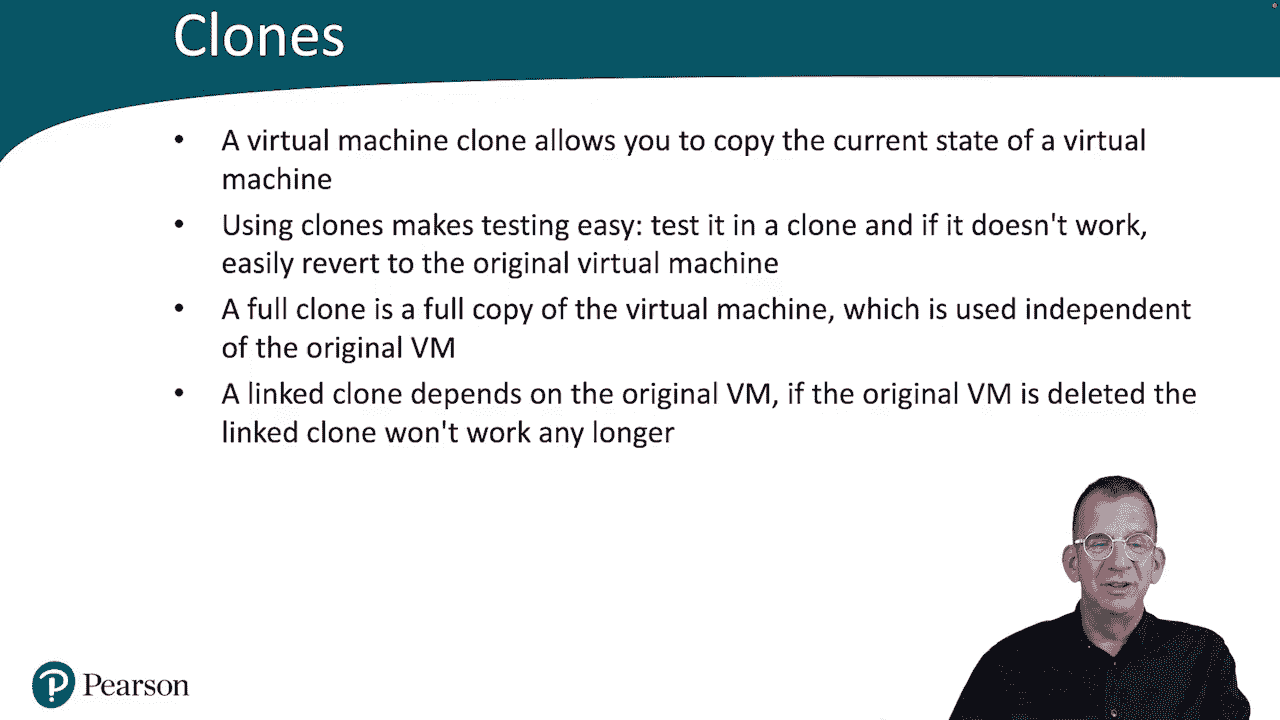 Clones
• A virtual machine clone allows you to copy the current state of a virtual
machine
• Using clones makes testing easy: test it in a clone and if it doesn't work,
easily revert to the original virtual machine
• A full clone is a full copy of the virtual machine, which is used independent
of the original VM
• A linked clone depends on the original VM, if the original VM is deleted the
linked clone won't work any longer
Pearson